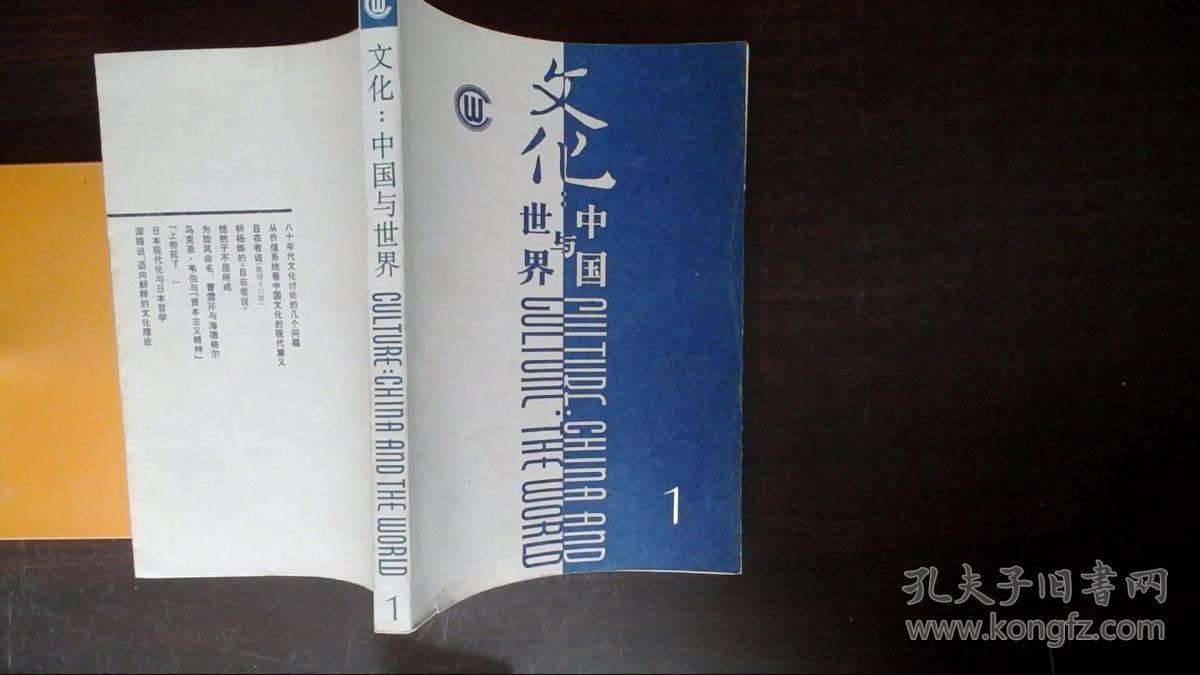 文化:
中国
与
世界
CULTURE: CHINA AND
CULTURE: THE WORLD
1
CW
CW
文化:中国与世界 CULTURE:CHINA AND THE WORLD 1
八十年代文化讨论的几个问题
从价值系统看中国文化的现代意义
自在者说(组诗十六首)
析杨炼的“自在者说”
恬然于不居所成
为旋风命名，曹雪芹与海德格尔
马克思·韦伯与“资本主义精神”
“上帝死了.”
日本现代化与日本哲学
深描说，迈向解释的文化理论
孔夫子旧書网
www.kongfz.com